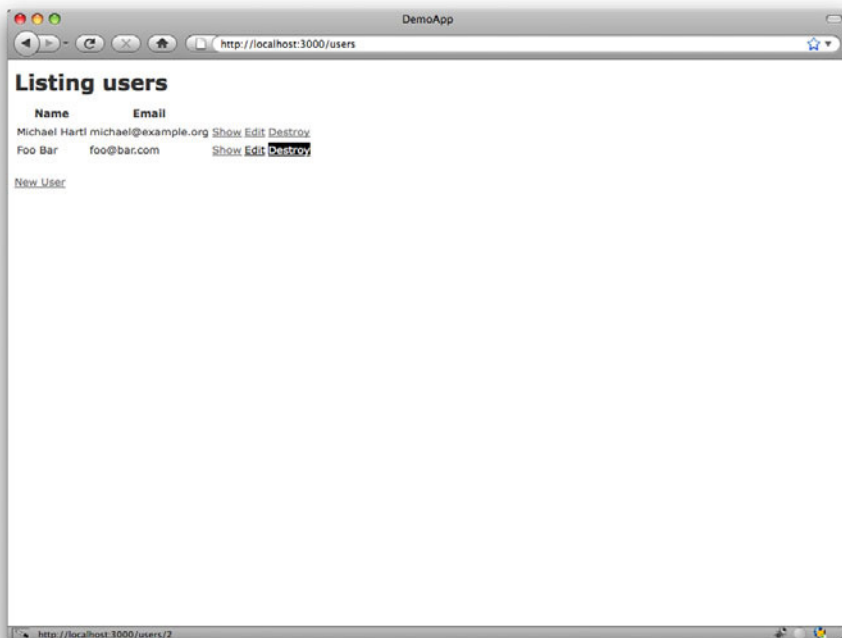 DemoApp
http://localhost:3000/users
Listing users
Name Email
Michael Hartl michael@example.org Show Edit Destroy
Foo Bar foo@bar.com Show Edit Destroy
New User
http://localhost:3000/users/2